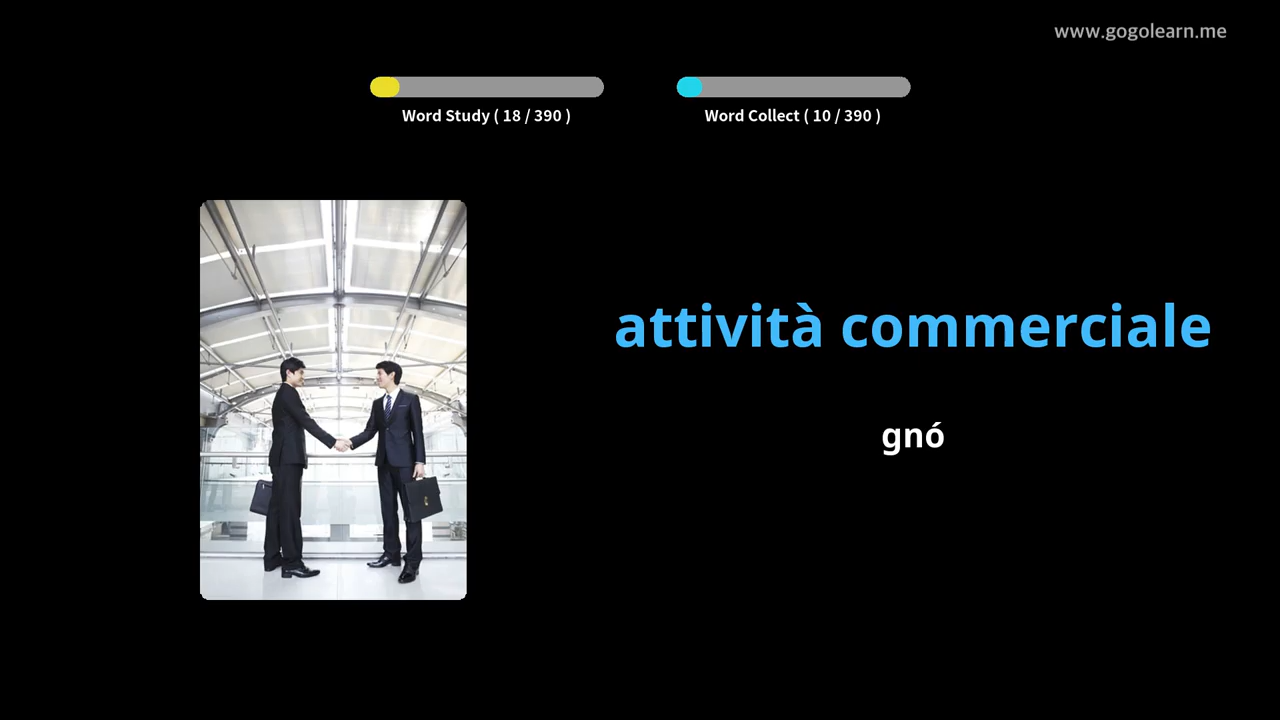 www.gogolearn.me
Word Study ( 18 / 390 )
Word Collect ( 10 / 390 )
attività commerciale
gnó